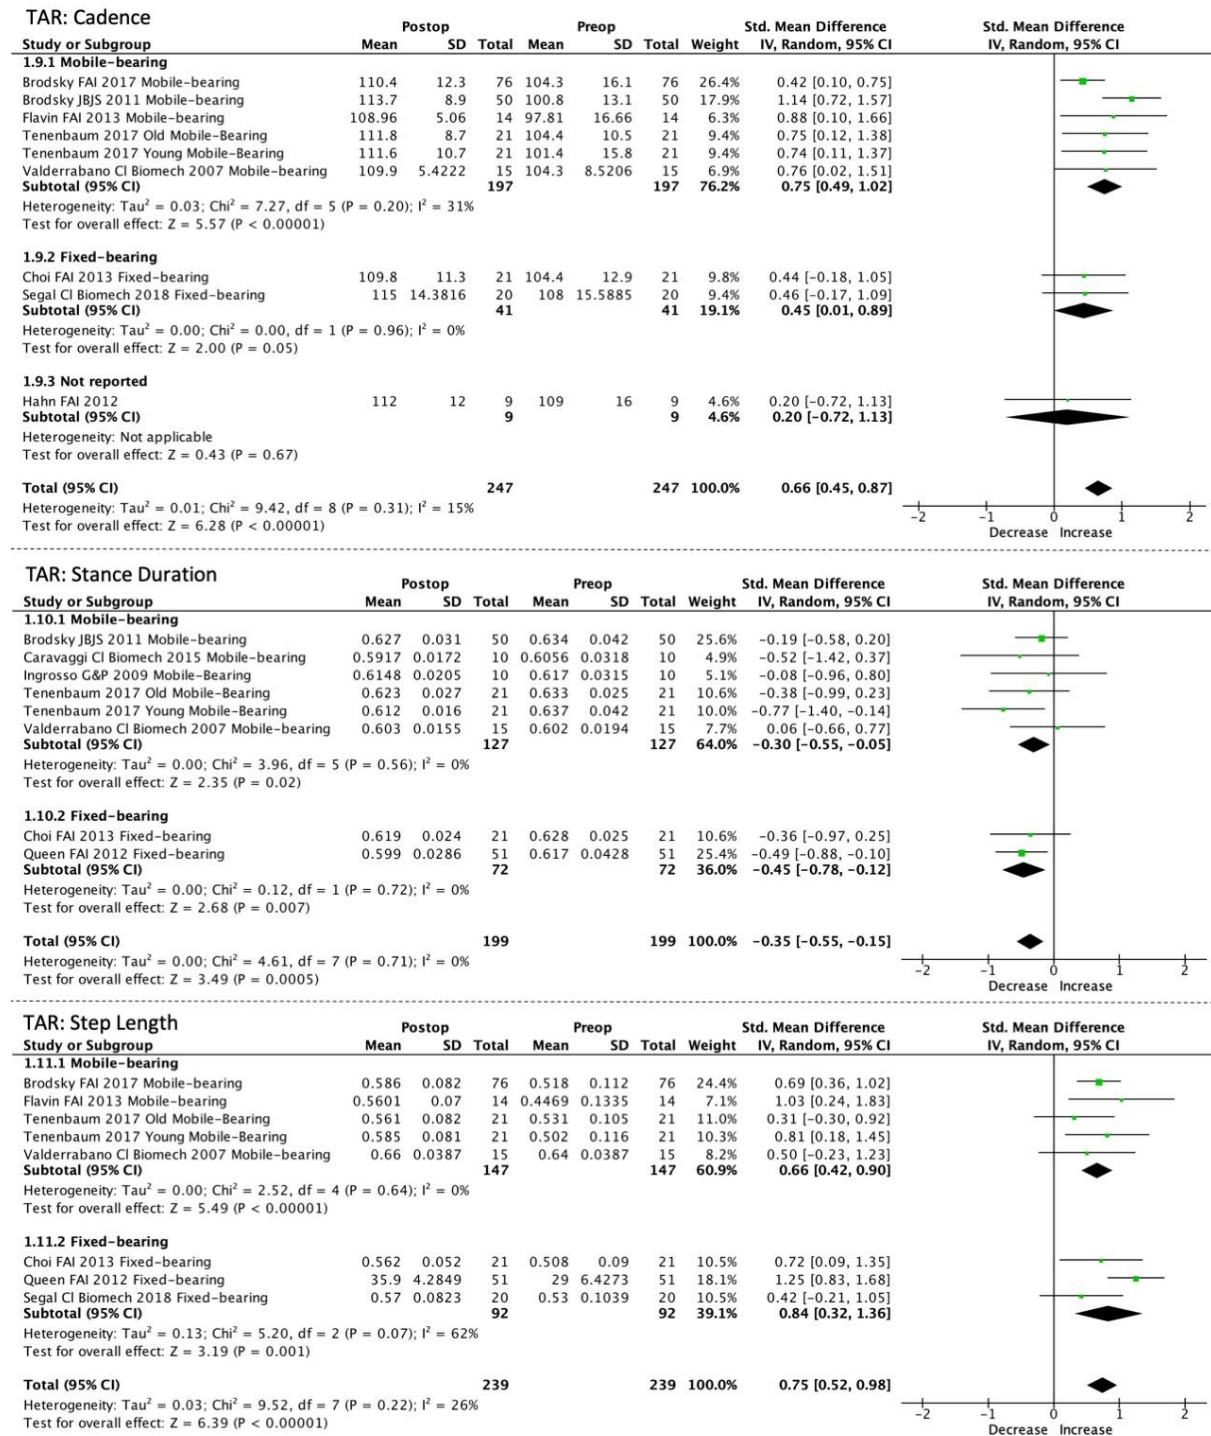 TAR: Cadence
Postop Preop Std. Mean Difference Std. Mean Difference
Study or Subgroup Mean SD Total Mean SD Total Weight IV, Random, 95% CI IV, Random, 95% CI
1.9.1 Mobile-bearing
Brodsky FAI 2017 Mobile-bearing 110.4 12.3 76 104.3 16.1 76 26.4% 0.42 [0.10, 0.75]
Brodsky JBJS 2011 Mobile-bearing 113.7 8.9 50 100.8 13.1 50 17.9% 1.14 [0.72, 1.57]
Flavin FAI 2013 Mobile-bearing 108.96 5.06 14 97.81 16.66 14 6.3% 0.88 [0.10, 1.66]
Tenenbaum 2017 Old Mobile-Bearing 111.8 8.7 21 104.4 10.5 21 9.4% 0.75 [0.12, 1.38]
Tenenbaum 2017 Young Mobile-Bearing 111.6 10.7 21 101.4 15.8 21 9.4% 0.74 [0.11, 1.37]
Valderrabano Cl Biomech 2007 Mobile-bearing 109.9 5.4222 15 104.3 8.5206 15 6.9% 0.76 [0.02, 1.51]
Subtotal (95% CI) 197 197 76.2% 0.75 [0.49, 1.02]
Heterogeneity: Tau² = 0.03; Chi² = 7.27, df = 5 (P = 0.20); I² = 31%
Test for overall effect: Z = 5.57 (P < 0.00001)
1.9.2 Fixed-bearing
Choi FAI 2013 Fixed-bearing 109.8 11.3 21 104.4 12.9 21 9.8% 0.44 [−0.18, 1.05]
Segal Cl Biomech 2018 Fixed-bearing 115 14.3816 20 108 15.5885 20 9.4% 0.46 [−0.17, 1.09]
Subtotal (95% CI) 41 41 19.1% 0.45 [0.01, 0.89]
Heterogeneity: Tau² = 0.00; Chi² = 0.00, df = 1 (P = 0.96); I² = 0%
Test for overall effect: Z = 2.00 (P = 0.05)
1.9.3 Not reported
Hahn FAI 2012 112 12 9 109 16 9 4.6% 0.20 [−0.72, 1.13]
Subtotal (95% CI) 9 9 4.6% 0.20 [−0.72, 1.13]
Heterogeneity: Not applicable
Test for overall effect: Z = 0.43 (P = 0.67)
Total (95% CI) 247 247 100.0% 0.66 [0.45, 0.87]
Heterogeneity: Tau² = 0.01; Chi² = 9.42, df = 8 (P = 0.31); I² = 15%
Test for overall effect: Z = 6.28 (P < 0.00001)
-2 -1 0 1 2
Decrease Increase
TAR: Stance Duration
Postop Preop Std. Mean Difference Std. Mean Difference
Study or Subgroup Mean SD Total Mean SD Total Weight IV, Random, 95% CI IV, Random, 95% CI
1.10.1 Mobile-bearing
Brodsky JBJS 2011 Mobile-bearing 0.627 0.031 50 0.634 0.042 50 25.6% −0.19 [−0.58, 0.20]
Caravaggi Cl Biomech 2015 Mobile-bearing 0.5917 0.0172 10 0.6056 0.0318 10 4.9% −0.52 [−1.42, 0.37]
Ingrosso G&P 2009 Mobile-Bearing 0.6148 0.0205 10 0.617 0.0315 10 5.1% −0.08 [−0.96, 0.80]
Tenenbaum 2017 Old Mobile-Bearing 0.623 0.027 21 0.633 0.025 21 10.6% −0.38 [−0.99, 0.23]
Tenenbaum 2017 Young Mobile-Bearing 0.612 0.016 21 0.637 0.042 21 10.0% −0.77 [−1.40, −0.14]
Valderrabano Cl Biomech 2007 Mobile-bearing 0.603 0.0155 15 0.602 0.0194 15 7.7% 0.06 [−0.66, 0.77]
Subtotal (95% CI) 127 127 64.0% −0.30 [−0.55, −0.05]
Heterogeneity: Tau² = 0.00; Chi² = 3.96, df = 5 (P = 0.56); I² = 0%
Test for overall effect: Z = 2.35 (P = 0.02)
1.10.2 Fixed-bearing
Choi FAI 2013 Fixed-bearing 0.619 0.024 21 0.628 0.025 21 10.6% −0.36 [−0.97, 0.25]
Queen FAI 2012 Fixed-bearing 0.599 0.0286 51 0.617 0.0428 51 25.4% −0.49 [−0.88, −0.10]
Subtotal (95% CI) 72 72 36.0% −0.45 [−0.78, −0.12]
Heterogeneity: Tau² = 0.00; Chi² = 0.12, df = 1 (P = 0.72); I² = 0%
Test for overall effect: Z = 2.68 (P = 0.007)
Total (95% CI) 199 199 100.0% −0.35 [−0.55, −0.15]
Heterogeneity: Tau² = 0.00; Chi² = 4.61, df = 7 (P = 0.71); I² = 0%
Test for overall effect: Z = 3.49 (P = 0.0005)
-2 -1 0 1 2
Decrease Increase
TAR: Step Length
Postop Preop Std. Mean Difference Std. Mean Difference
Study or Subgroup Mean SD Total Mean SD Total Weight IV, Random, 95% CI IV, Random, 95% CI
1.11.1 Mobile-bearing
Brodsky FAI 2017 Mobile-bearing 0.586 0.082 76 0.518 0.112 76 24.4% 0.69 [0.36, 1.02]
Flavin FAI 2013 Mobile-bearing 0.5601 0.07 14 0.4469 0.1335 14 7.1% 1.03 [0.24, 1.83]
Tenenbaum 2017 Old Mobile-Bearing 0.561 0.082 21 0.531 0.105 21 11.0% 0.31 [−0.30, 0.92]
Tenenbaum 2017 Young Mobile-Bearing 0.585 0.081 21 0.502 0.116 21 10.3% 0.81 [0.18, 1.45]
Valderrabano Cl Biomech 2007 Mobile-bearing 0.66 0.0387 15 0.64 0.0387 15 8.2% 0.50 [−0.23, 1.23]
Subtotal (95% CI) 147 147 60.9% 0.66 [0.42, 0.90]
Heterogeneity: Tau² = 0.00; Chi² = 2.52, df = 4 (P = 0.64); I² = 0%
Test for overall effect: Z = 5.49 (P < 0.00001)
1.11.2 Fixed-bearing
Choi FAI 2013 Fixed-bearing 0.562 0.052 21 0.508 0.09 21 10.5% 0.72 [0.09, 1.35]
Queen FAI 2012 Fixed-bearing 35.9 4.2849 51 29 6.4273 51 18.1% 1.25 [0.83, 1.68]
Segal Cl Biomech 2018 Fixed-bearing 0.57 0.0823 20 0.53 0.1039 20 10.5% 0.42 [−0.21, 1.05]
Subtotal (95% CI) 92 92 39.1% 0.84 [0.32, 1.36]
Heterogeneity: Tau² = 0.13; Chi² = 5.20, df = 2 (P = 0.07); I² = 62%
Test for overall effect: Z = 3.19 (P = 0.001)
Total (95% CI) 239 239 100.0% 0.75 [0.52, 0.98]
Heterogeneity: Tau² = 0.03; Chi² = 9.52, df = 7 (P = 0.22); I² = 26%
Test for overall effect: Z = 6.39 (P < 0.00001)
-2 -1 0 1 2
Decrease Increase